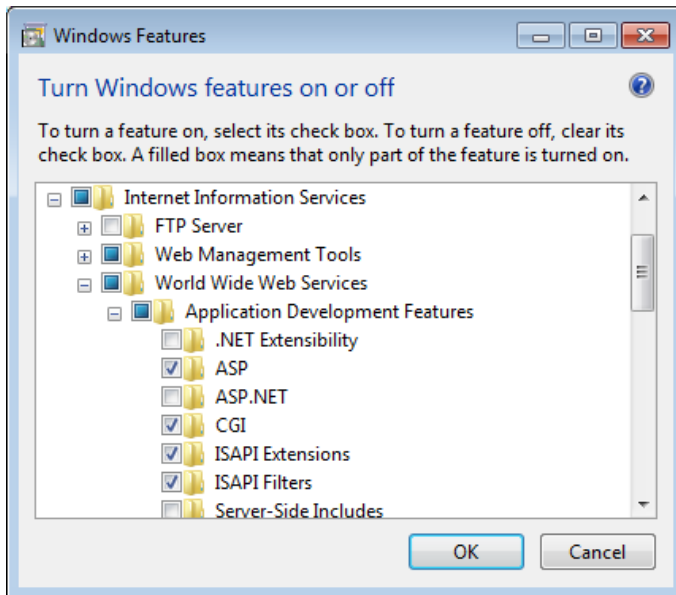 Windows Features
Turn Windows features on or off
To turn a feature on, select its check box. To turn a feature off, clear its
check box. A filled box means that only part of the feature is turned on.
Internet Information Services
FTP Server
Web Management Tools
World Wide Web Services
Application Development Features
.NET Extensibility
ASP
ASP.NET
CGI
ISAPI Extensions
ISAPI Filters
Server-Side Includes
OK Cancel